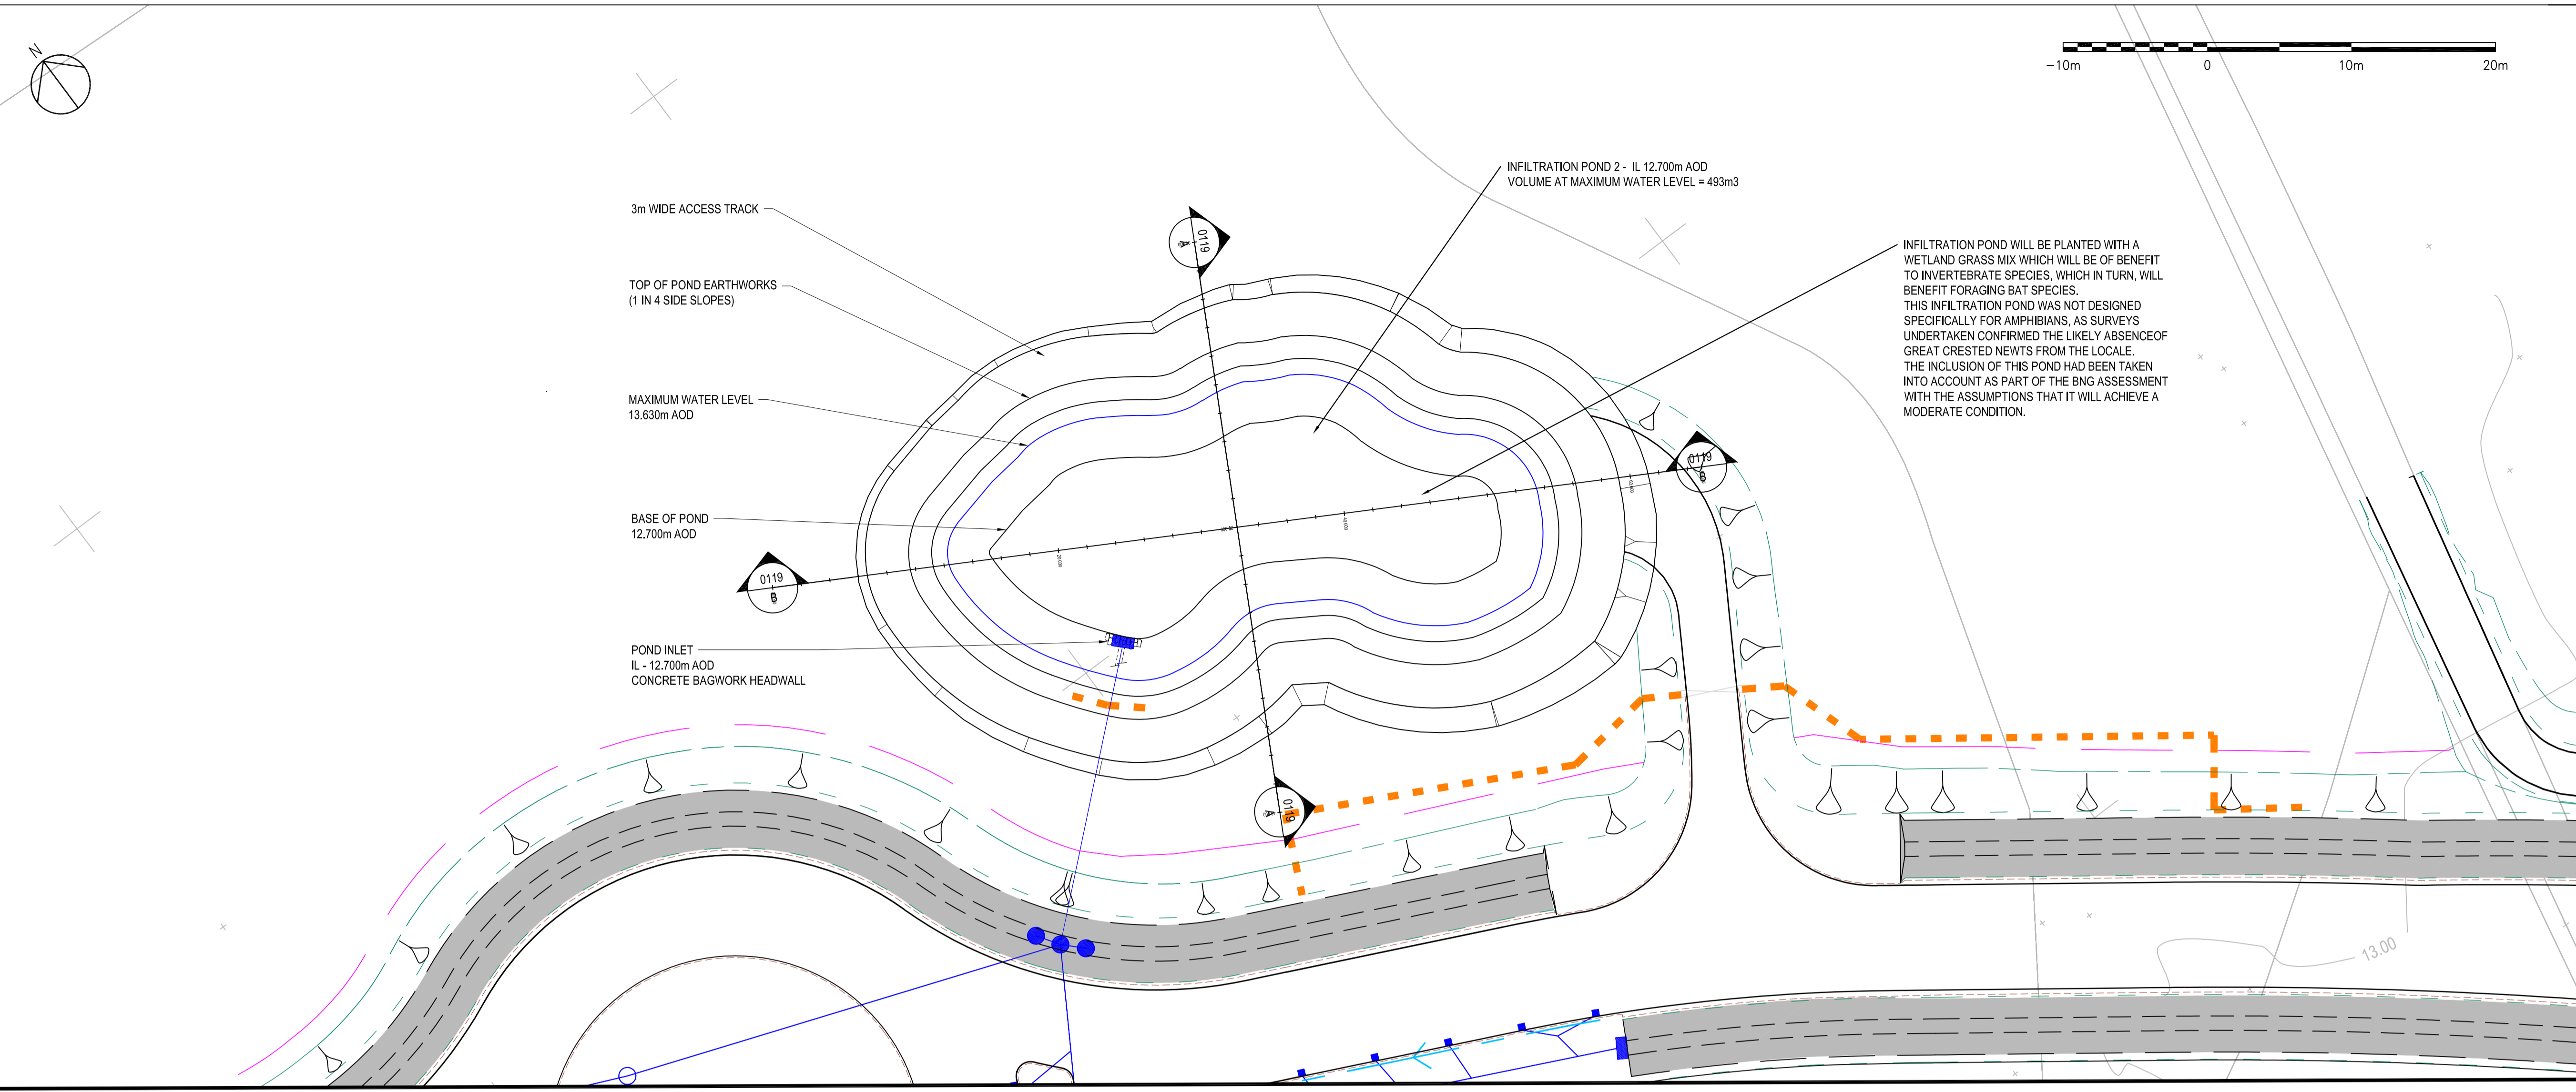 N
-10m 0 10m 20m
INFILTRATION POND 2 - IL 12.700m AOD
VOLUME AT MAXIMUM WATER LEVEL = 493m3
3m WIDE ACCESS TRACK
TOP OF POND EARTHWORKS
(1 IN 4 SIDE SLOPES)
MAXIMUM WATER LEVEL
13.630m AOD
BASE OF POND
12.700m AOD
POND INLET
IL - 12.700m AOD
CONCRETE BAGWORK HEADWALL
INFILTRATION POND WILL BE PLANTED WITH A
WETLAND GRASS MIX WHICH WILL BE OF BENEFIT
TO INVERTEBRATE SPECIES, WHICH IN TURN, WILL
BENEFIT FORAGING BAT SPECIES.
THIS INFILTRATION POND WAS NOT DESIGNED
SPECIFICALLY FOR AMPHIBIANS, AS SURVEYS
UNDERTAKEN CONFIRMED THE LIKELY ABSENCEOF
GREAT CRESTED NEWTS FROM THE LOCALE.
THE INCLUSION OF THIS POND HAD BEEN TAKEN
INTO ACCOUNT AS PART OF THE BNG ASSESSMENT
WITH THE ASSUMPTIONS THAT IT WILL ACHIEVE A
MODERATE CONDITION.
0119
A
0119
B
0119
B
0119
A
20.000
40.000
60.000
13.00